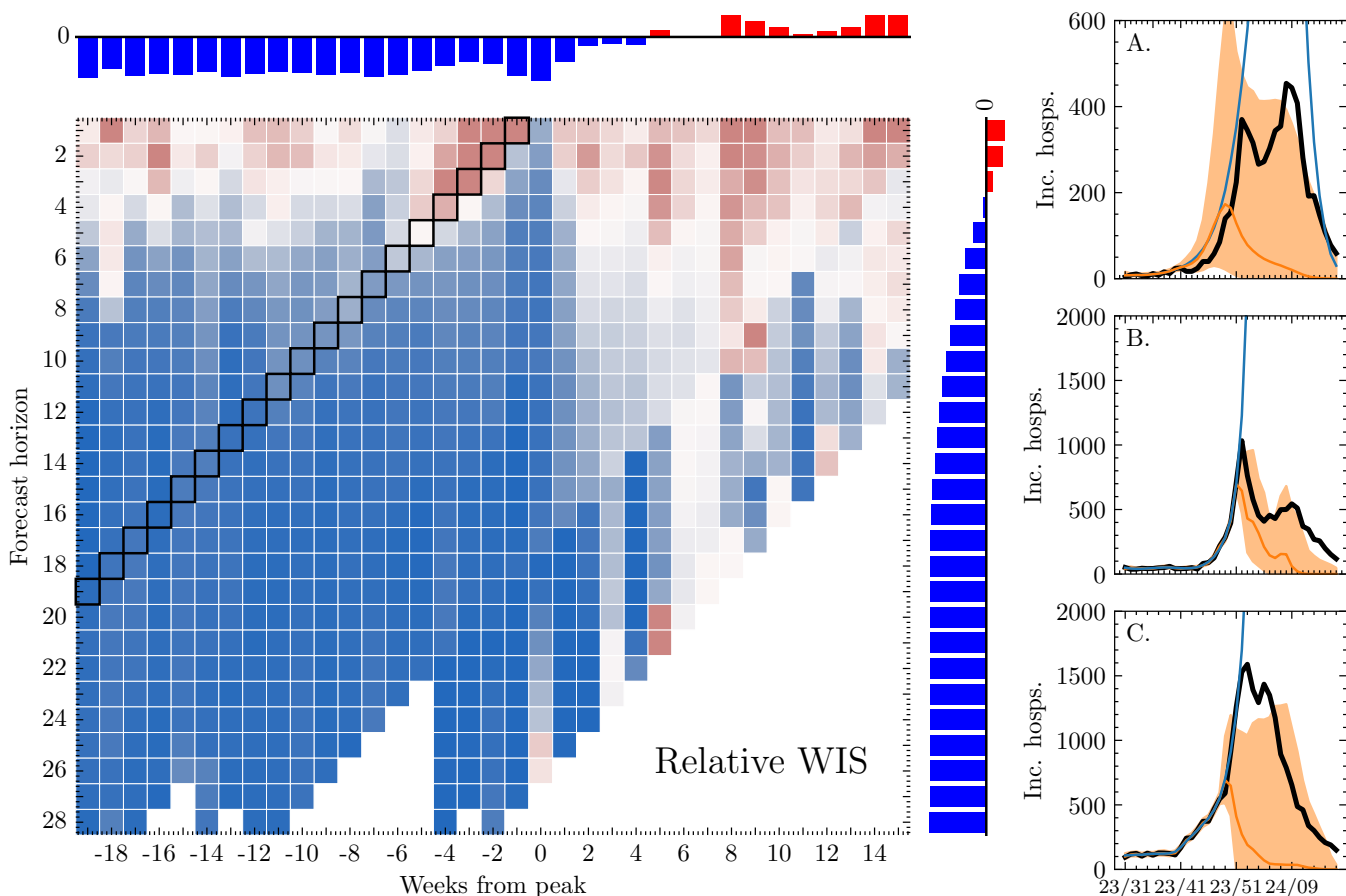 0
2
4
6
8
10
12
14
16
18
20
22
24
26
28
Forecast horizon
-18 -16 -14 -12 -10 -8 -6 -4 -2 0 2 4 6 8 10 12 14
Weeks from peak
Relative WIS
0
A.
600
400
200
0
Inc. hosps.
B.
2000
1500
1000
500
0
Inc. hosps.
C.
2000
1500
1000
500
0
Inc. hosps.
23/31 23/41 23/51 24/09